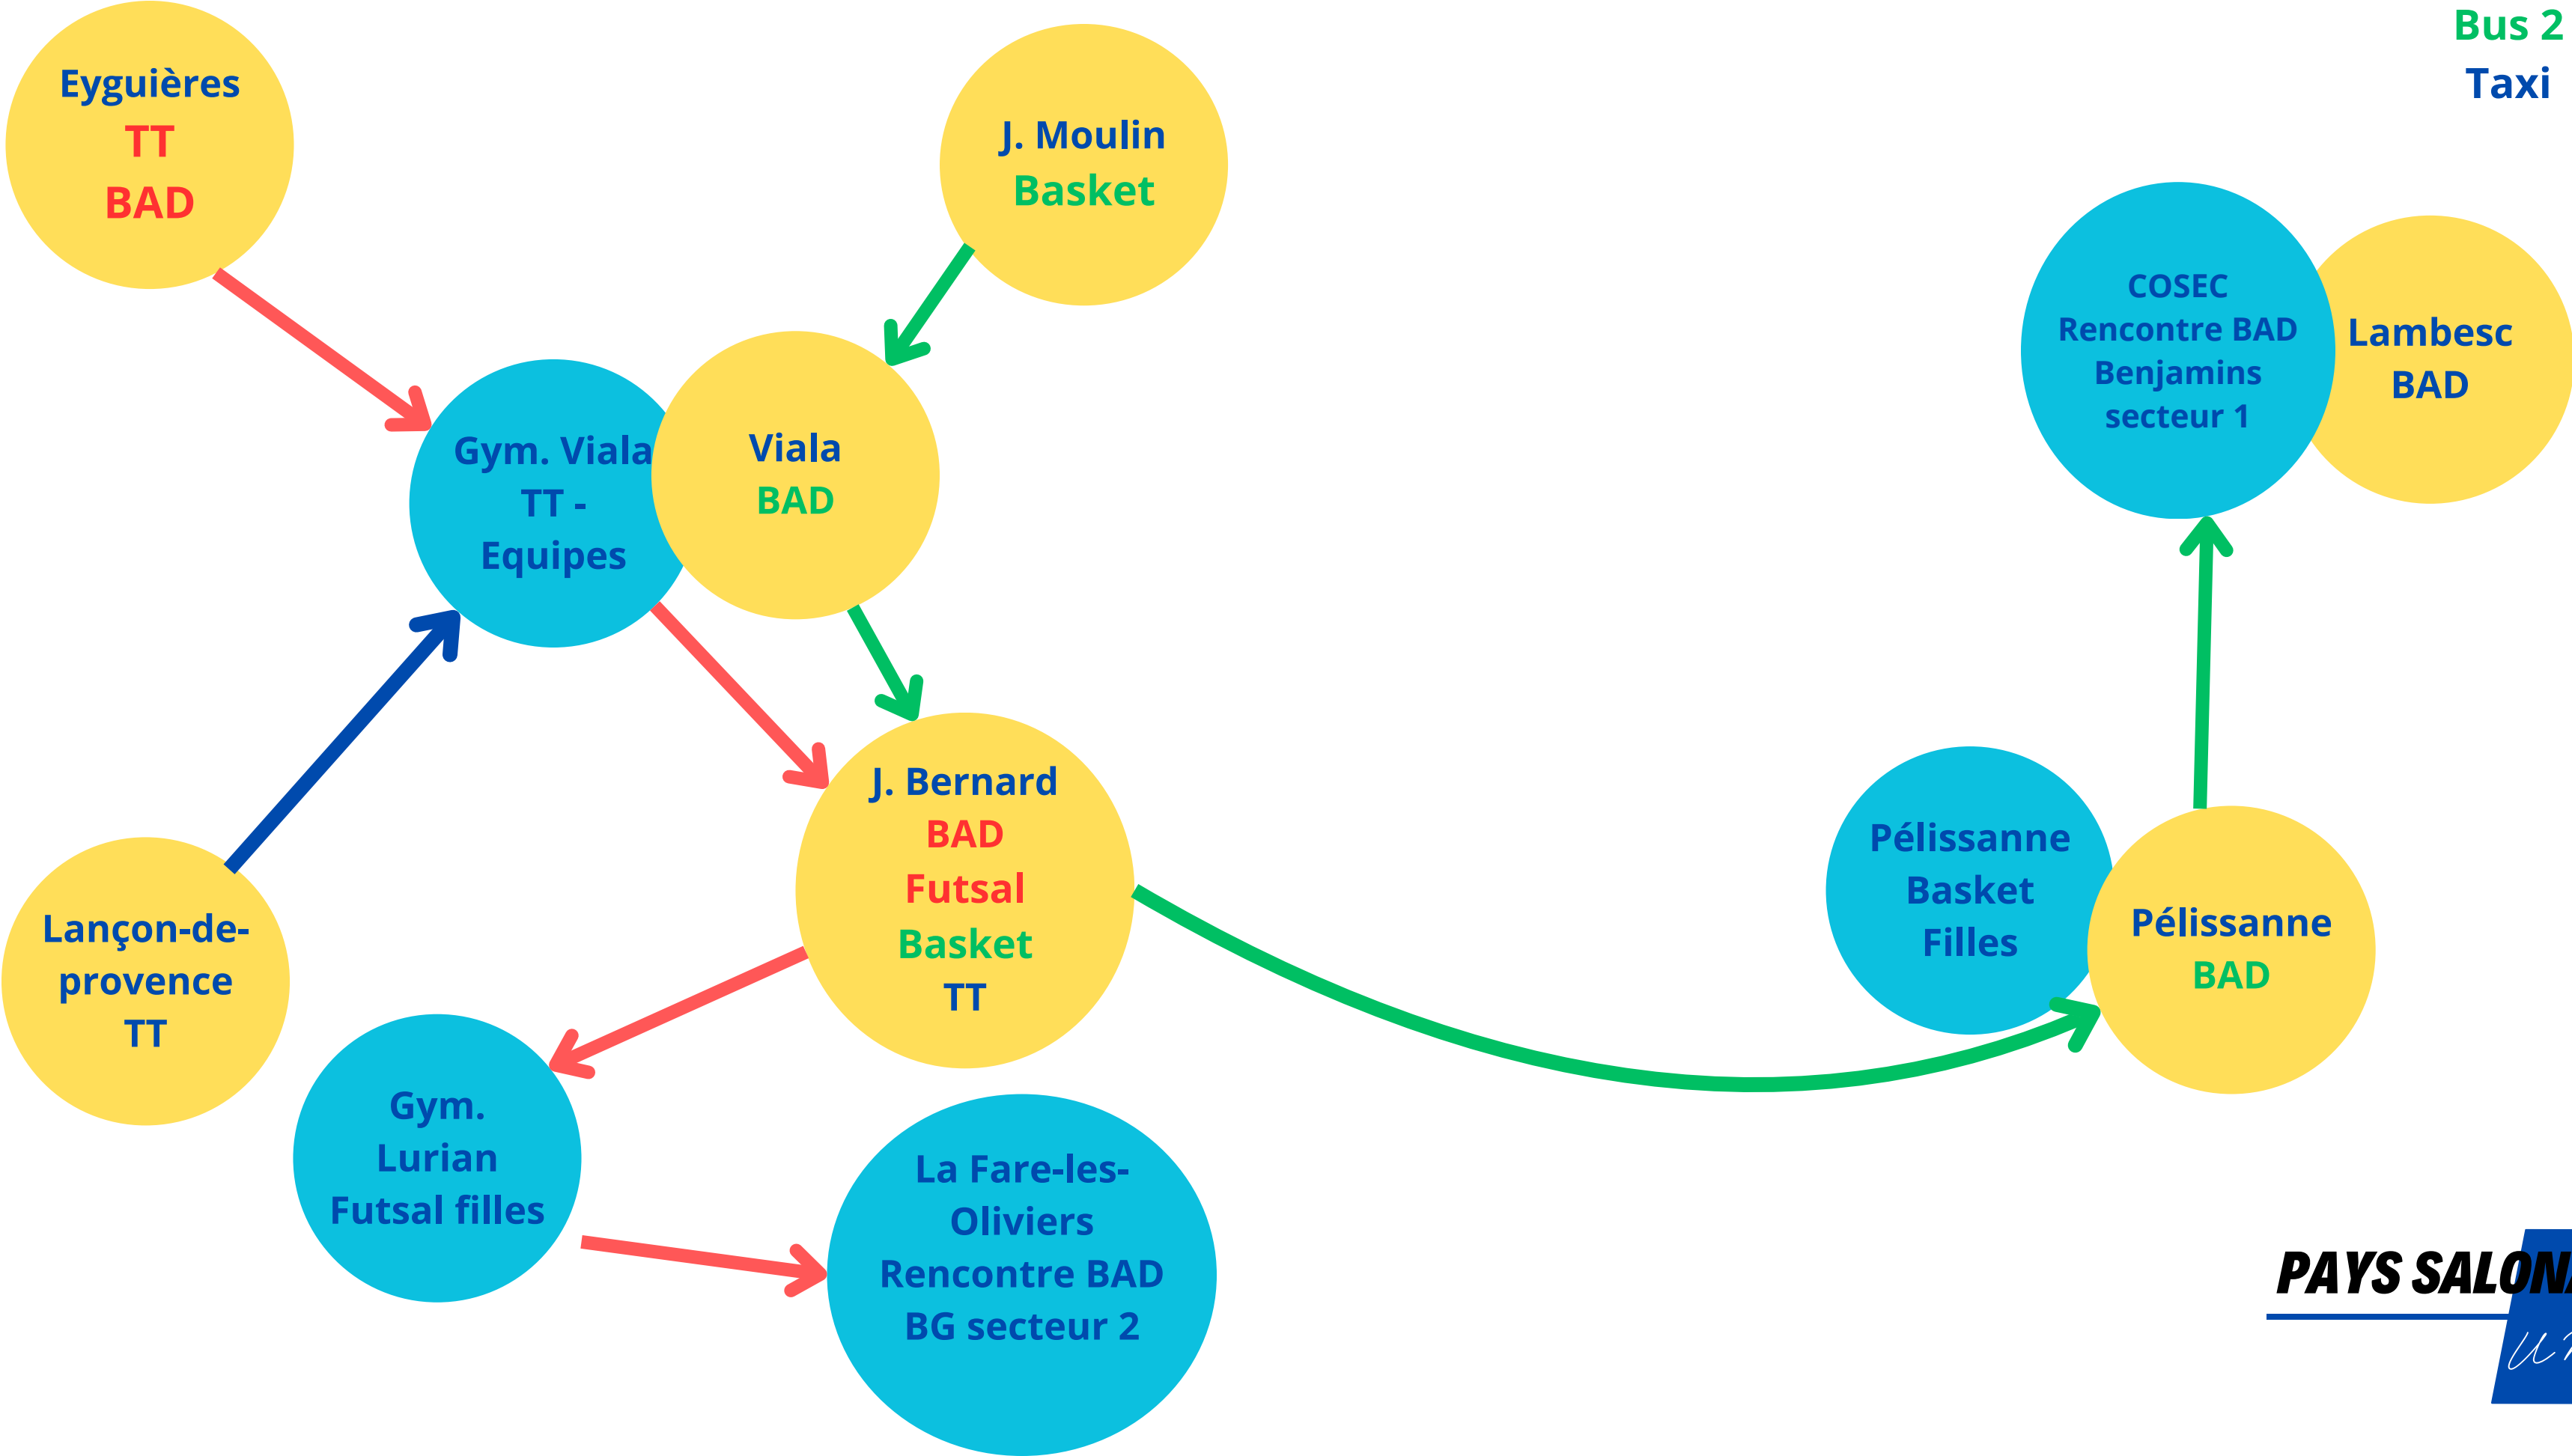 Bus 2
Taxi
Eyguières
TT
BAD
J. Moulin
Basket
COSEC
Rencontre BAD
Benjamins
secteur 1
Lambesc
BAD
Gym. Viala
TT -
Equipes
Viala
BAD
J. Bernard
BAD
Futsal
Basket
TT
Pélissanne
Basket
Filles
Pélissanne
BAD
Lançon-de-
provence
TT
Gym.
Lurian
Futsal filles
La Fare-les-
Oliviers
Rencontre BAD
BG secteur 2
PAYS SALON